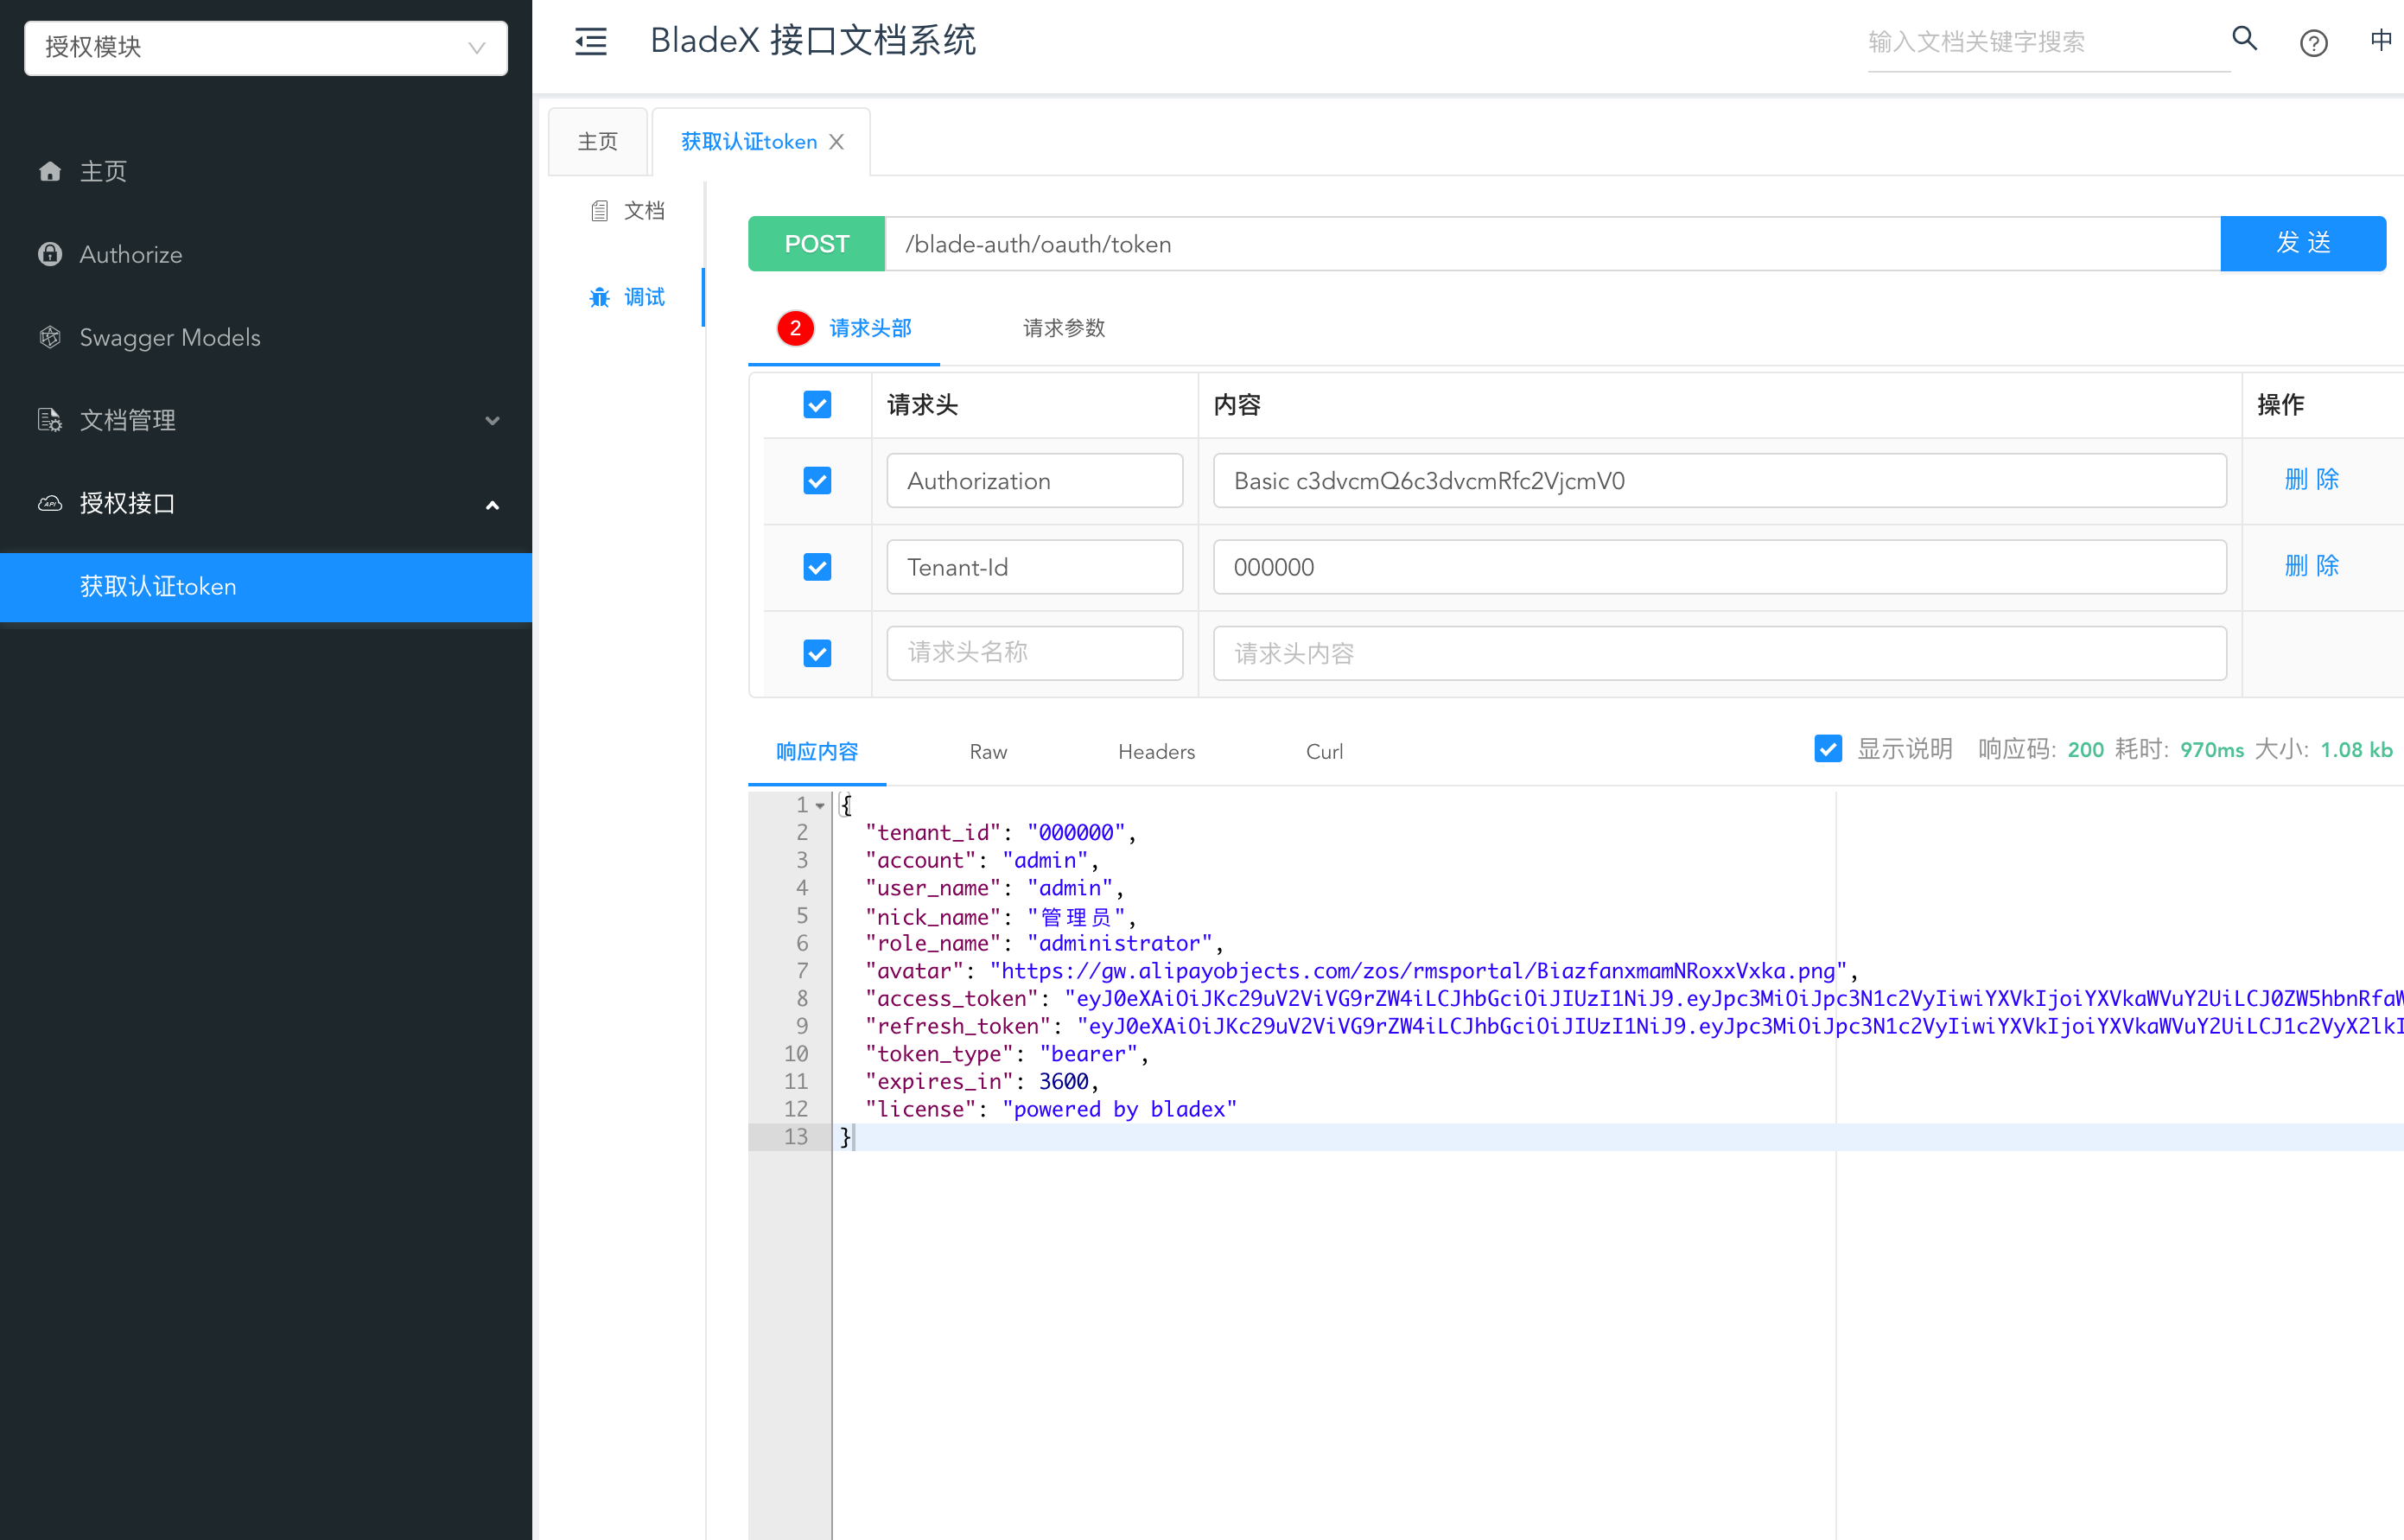 授权模块
主页
Authorize
Swagger Models
文档管理
授权接口
获取认证token
BladeX 接口文档系统
输入文档关键字搜索
中
主页
获取认证token
文档
调试
POST /blade-auth/oauth/token 发 送
2 请求头部 请求参数
请求头 内容 操作
Authorization Basic c3dvcmQ6c3dvcmRfc2VjcmV0 删 除
Tenant-Id 000000 删 除
请求头名称 请求头内容
响应内容 Raw Headers Curl 显示说明 响应码: 200 耗时: 970ms 大小: 1.08 kb
1 {
2 "tenant_id": "000000",
3 "account": "admin",
4 "user_name": "admin",
5 "nick_name": "管理员",
6 "role_name": "administrator",
7 "avatar": "https://gw.alipayobjects.com/zos/rmsportal/BiazfanxmamNRoxxVxka.png",
8 "access_token": "eyJ0eXAiOiJKc29uV2ViVG9rZW4iLCJhbGciOiJIUzI1NiJ9.eyJpc3MiOiJpc3N1c2VyIiwiYXVkIjoiYXVkaWVuY2UiLCJ0ZW5hbnRfaW
9 "refresh_token": "eyJ0eXAiOiJKc29uV2ViVG9rZW4iLCJhbGciOiJIUzI1NiJ9.eyJpc3MiOiJpc3N1c2VyIiwiYXVkIjoiYXVkaWVuY2UiLCJ1c2VyX2lkI
10 "token_type": "bearer",
11 "expires_in": 3600,
12 "license": "powered by bladex"
13 }